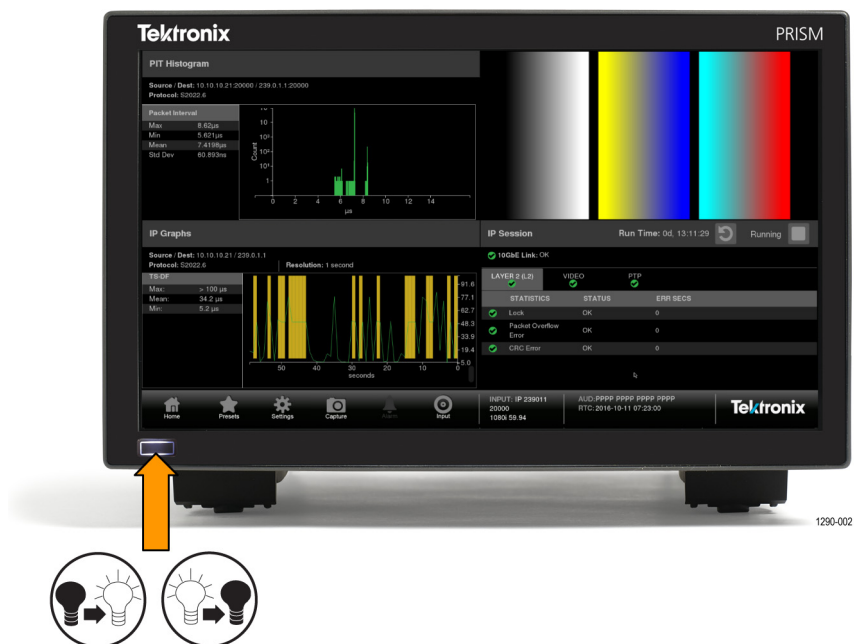 Tektronix PRISM
PIT Histogram
Source / Dest: 10.10.10.21:20000 / 239.0.1.1:20000
Protocol: S2022.6
Packet Interval
Max 8.62µs
Min 5.621µs
Mean 7.4198µs
Std Dev 60.893ns
Count
10
10³
10²
10¹
1
0 2 4 6 8 10 12 14
µs
IP Graphs
Source / Dest: 10.10.10.21 / 239.0.1.1
Protocol: S2022.6 Resolution: 1 second
TS-DF
Max: > 100 µs
Mean: 34.2 µs
Min: 5.2 µs
91.6
77.1
62.7
48.3
33.9
19.4
5.0
50 40 30 20 10 0
seconds
IP Session Run Time: 0d, 13:11:29 Running
10GbE Link: OK
LAYER 2 (L2) VIDEO PTP
STATISTICS STATUS ERR SECS
Lock OK 0
Packet Overflow
Error OK 0
CRC Error OK 0
Home Presets Settings Capture Alarm Input
INPUT: IP 239011
20000
1080i 59.94
AUD:PPPP PPPP PPPP PPPP
RTC: 2016-10-11 07:23:00
Tektronix
1290-002